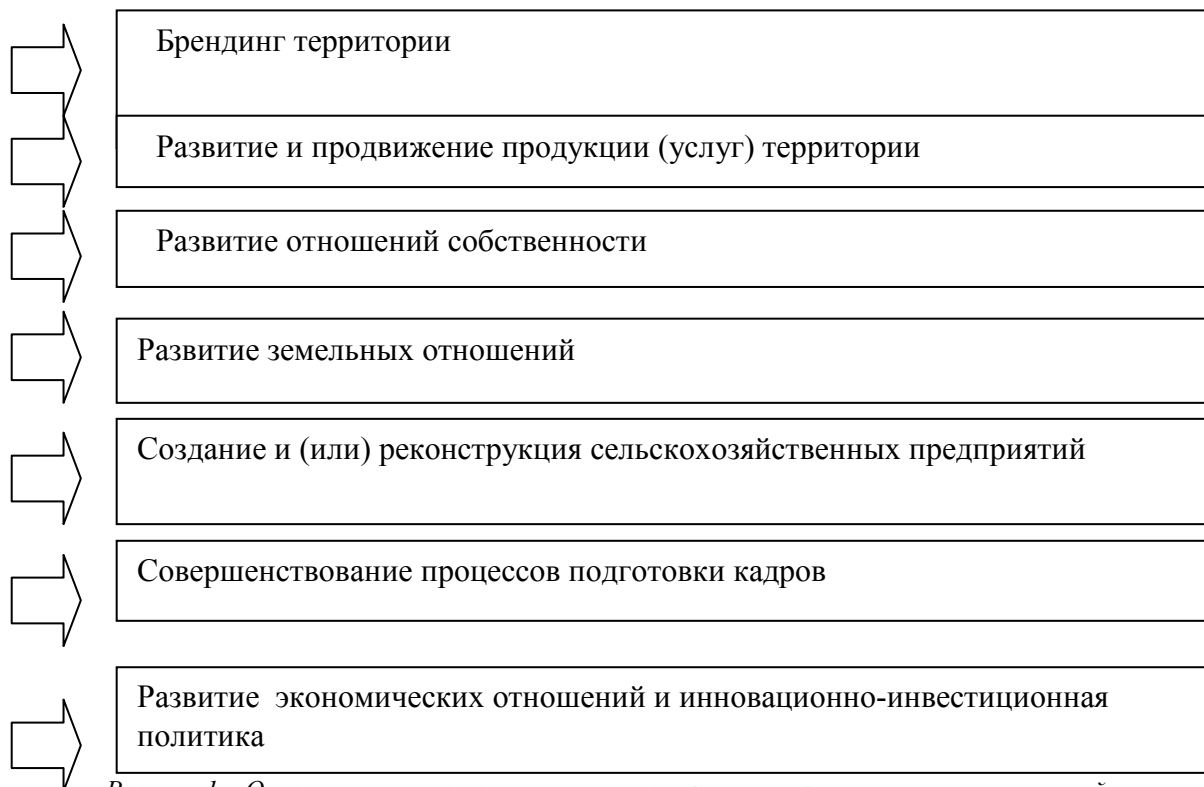 Брендинг территории
Развитие и продвижение продукции (услуг) территории
Развитие отношений собственности
Развитие земельных отношений
Создание и (или) реконструкция сельскохозяйственных предприятий
Совершенствование процессов подготовки кадров
Развитие экономических отношений и инновационно-инвестиционная
политика